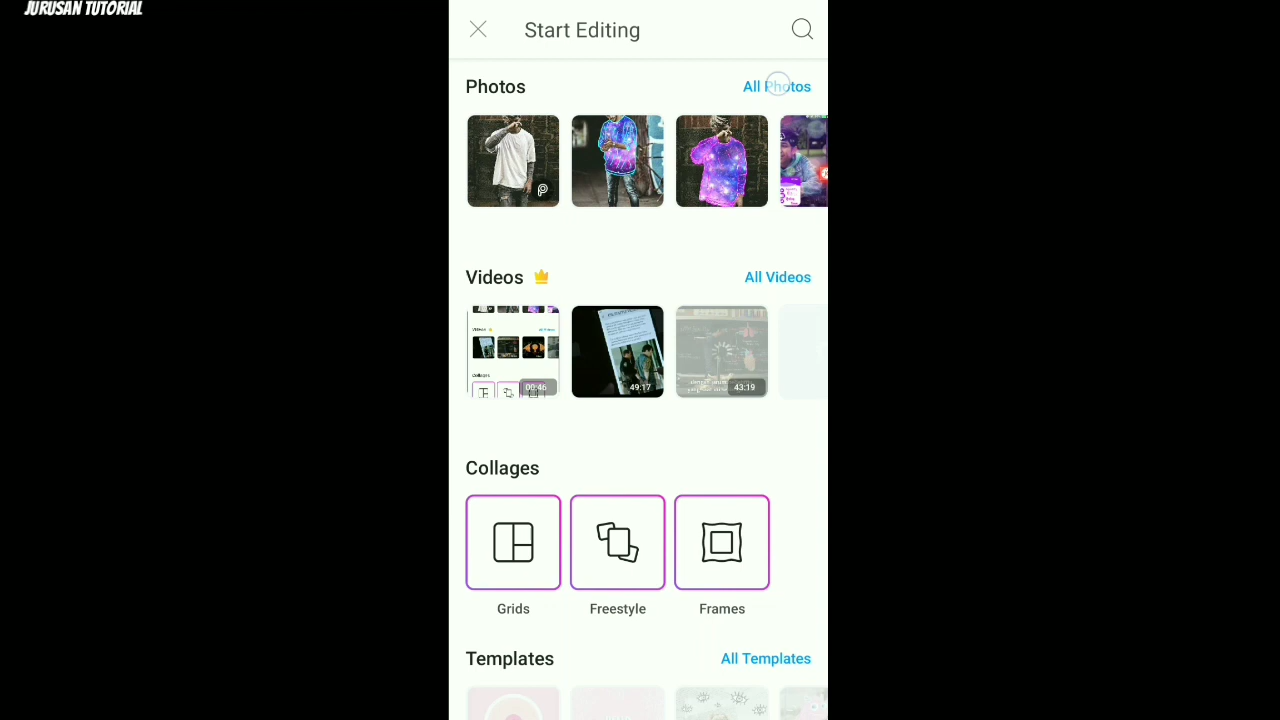 JURUSAN TUTORIAL
Start Editing
Photos
All Photos
Videos
All Videos
00:46
49:17
43:19
Collages
Grids
Freestyle
Frames
Templates
All Templates